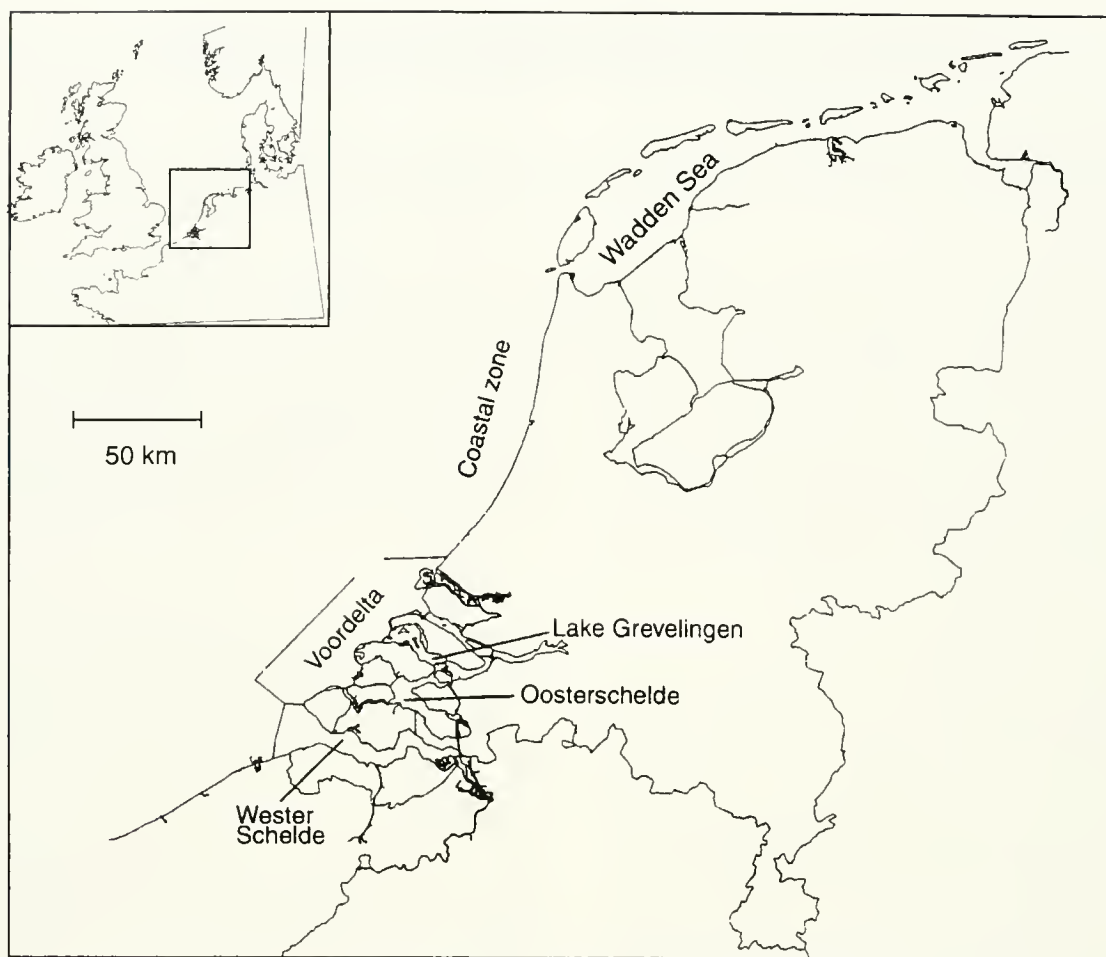 Wadden Sea
Coastal zone
50 km
Voordelta
Lake Grevelingen
Oosterschelde
Wester
Schelde